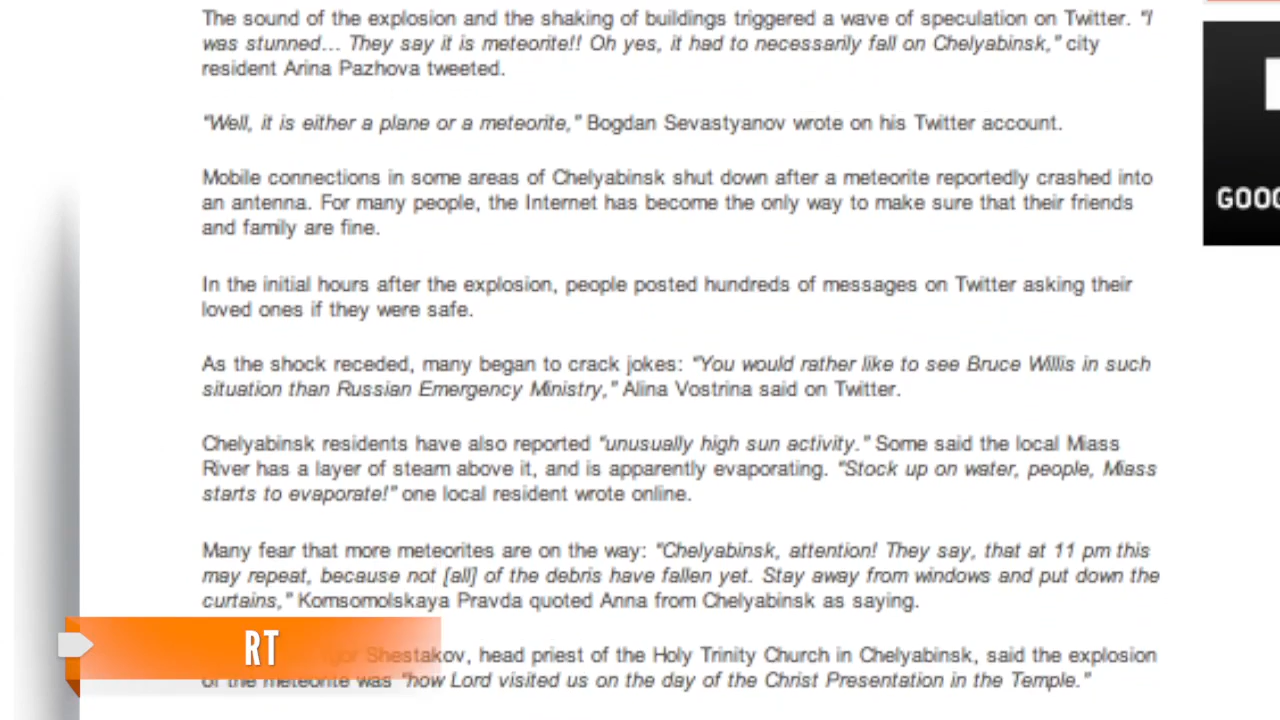 The sound of the explosion and the shaking of buildings triggered a wave of speculation on Twitter. "I
was stunned... They say it is meteorite!! Oh yes, it had to necessarily fall on Chelyabinsk," city
resident Arina Pazhova tweeted.
"Well, it is either a plane or a meteorite," Bogdan Sevastyanov wrote on his Twitter account.
Mobile connections in some areas of Chelyabinsk shut down after a meteorite reportedly crashed into
an antenna. For many people, the Internet has become the only way to make sure that their friends
and family are fine.
In the initial hours after the explosion, people posted hundreds of messages on Twitter asking their
loved ones if they were safe.
As the shock receded, many began to crack jokes: "You would rather like to see Bruce Willis in such
situation than Russian Emergency Ministry," Alina Vostrina said on Twitter.
Chelyabinsk residents have also reported "unusually high sun activity." Some said the local Miass
River has a layer of steam above it, and is apparently evaporating. "Stock up on water, people, Miass
starts to evaporate!" one local resident wrote online.
Many fear that more meteorites are on the way: "Chelyabinsk, attention! They say, that at 11 pm this
may repeat, because not [all] of the debris have fallen yet. Stay away from windows and put down the
curtains," Komsomolskaya Pravda quoted Anna from Chelyabinsk as saying.
Shestakov, head priest of the Holy Trinity Church in Chelyabinsk, said the explosion
of the meteorite was "how Lord visited us on the day of the Christ Presentation in the Temple."
RT